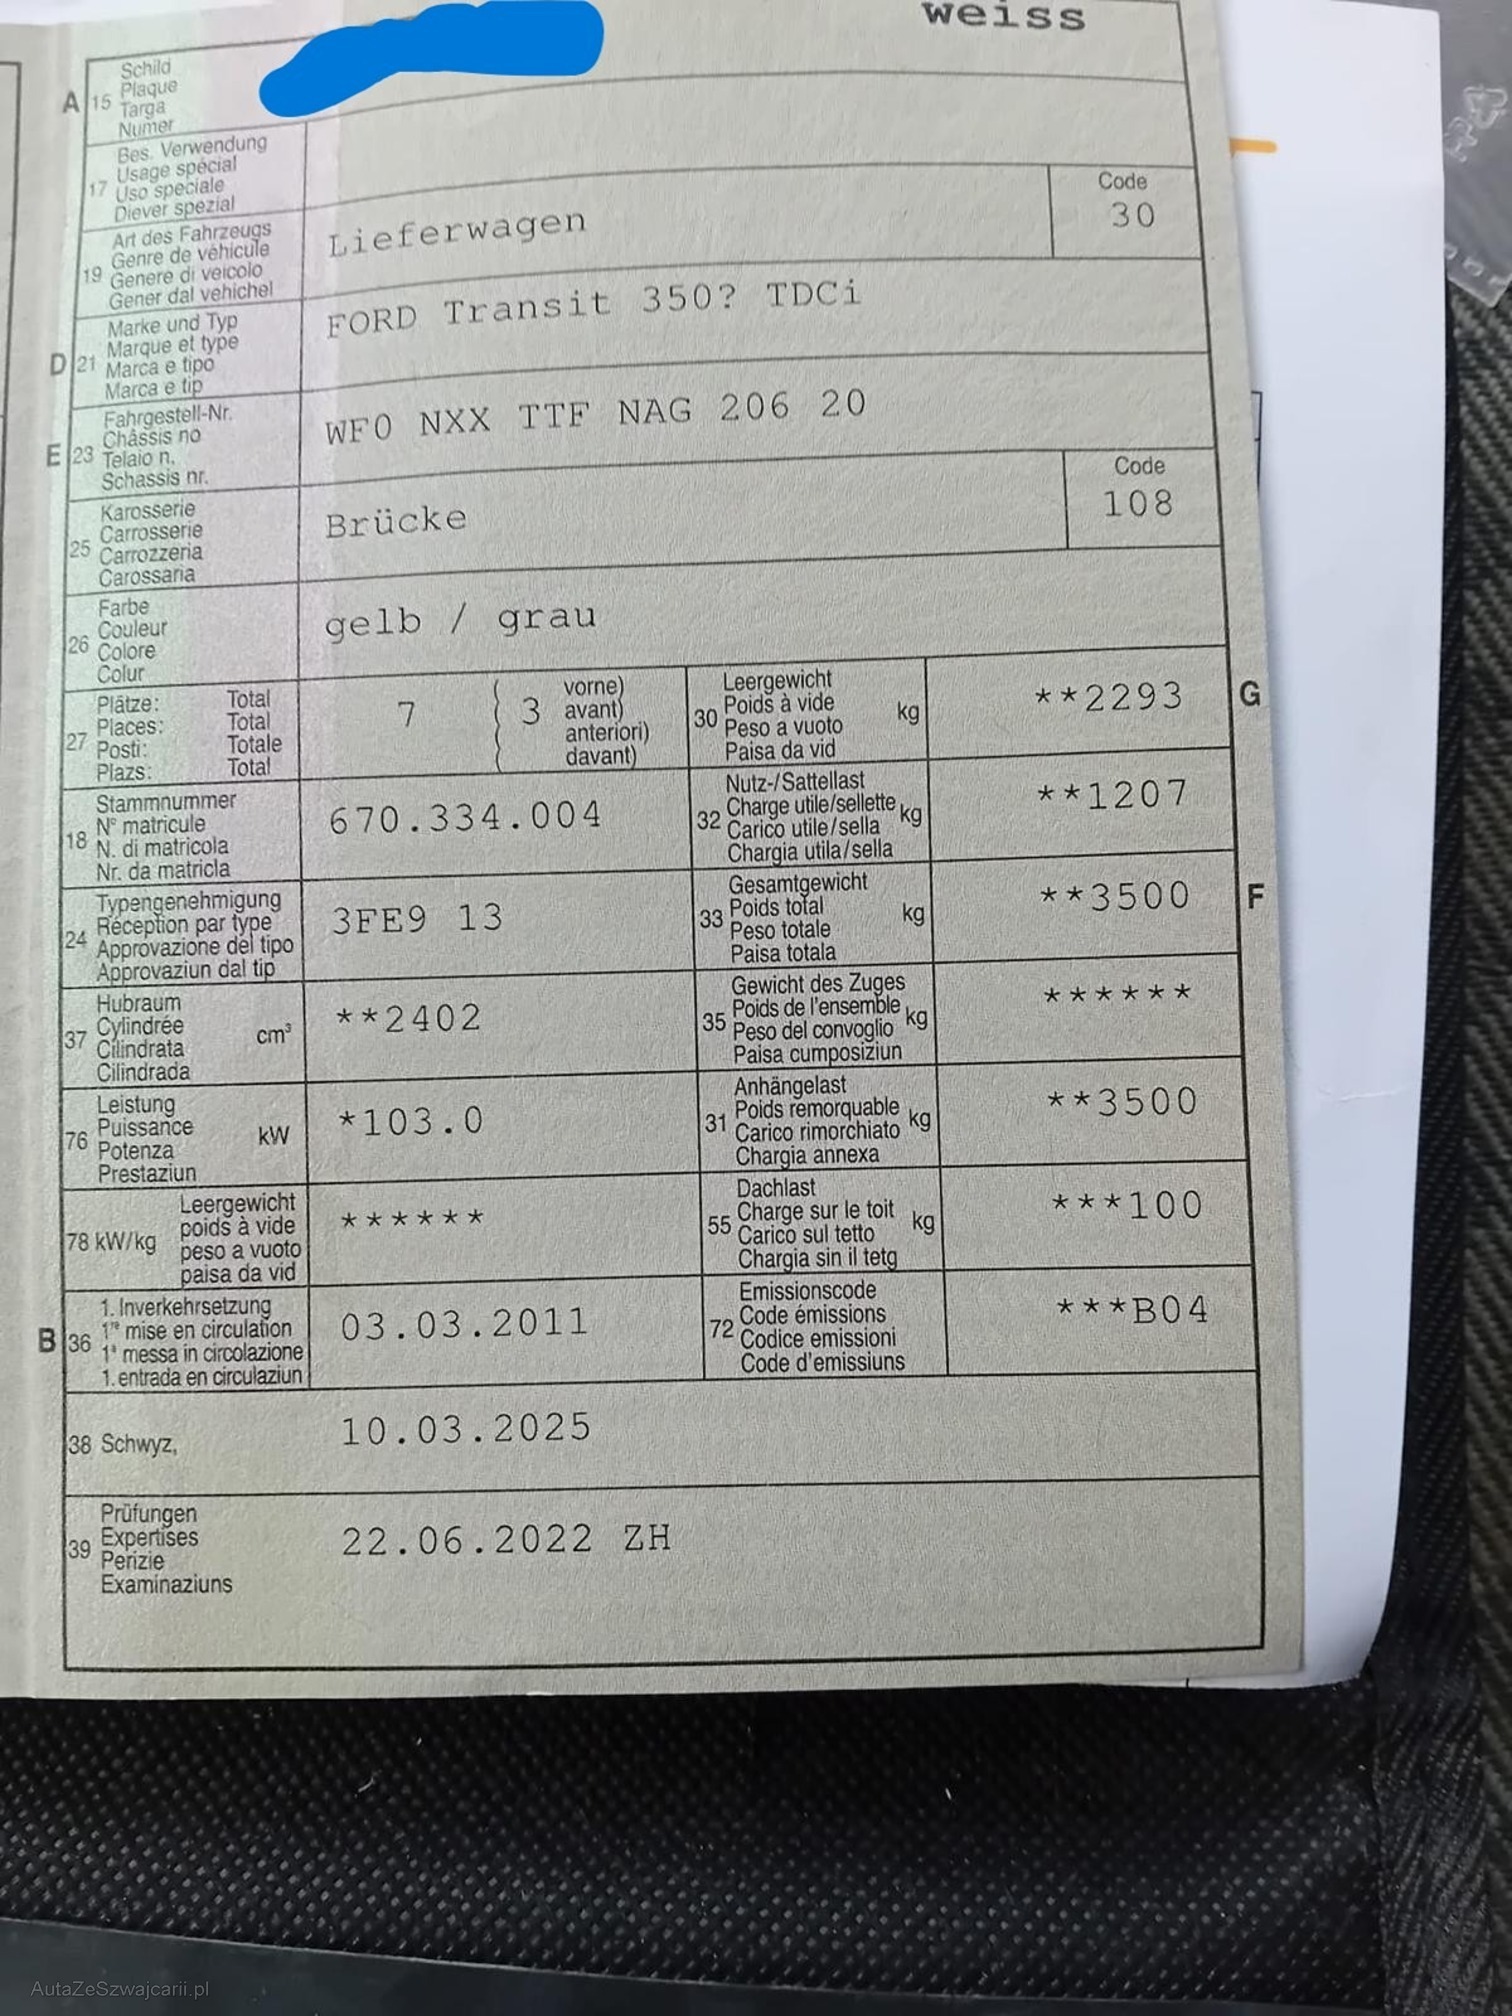 weiss
A 15 Schild
Plaque
Targa
Numer
17 Bes. Verwendung
Usage spécial
Uso speciale
Diever spezial
19 Art des Fahrzeugs
Genre de véhicule
Genere di veicolo
Gener dal vehichel
Lieferwagen
Code
30
D 21 Marke und Typ
Marque et type
Marca e tipo
Marca e tip
FORD Transit 350? TDCi
E 23 Fahrgestell-Nr.
Châssis no
Telaio n.
Schassis nr.
WF0 NXX TTF NAG 206 20
25 Karosserie
Carrosserie
Carrozzeria
Carossaria
Brücke
Code
108
26 Farbe
Couleur
Colore
Colur
gelb / grau
27 Plätze: Total
Places: Total
Posti: Totale
Plazs: Total
7 ( 3 vorne)
avant)
anteriori)
davant)
30 Leergewicht
Poids à vide
Peso a vuoto
Paisa da vid
kg
**2293
G
18 Stammnummer
N° matricule
N. di matricola
Nr. da matricla
670.334.004
32 Nutz-/Sattellast
Charge utile/sellette
Carico utile/sella
Chargia utila/sella
kg
**1207
24 Typengenehmigung
Réception par type
Approvazione del tipo
Approvaziun dal tip
3FE9 13
33 Gesamtgewicht
Poids total
Peso totale
Paisa totala
kg
**3500
F
37 Hubraum
Cylindrée
Cilindrata
Cilindrada
cm³
**2402
35 Gewicht des Zuges
Poids de l'ensemble
Peso del convoglio
Paisa cumposiziun
kg
******
76 Leistung
Puissance
Potenza
Prestaziun
kW
*103.0
31 Anhängelast
Poids remorquable
Carico rimorchiato
Chargia annexa
kg
**3500
78 kW/kg Leergewicht
poids à vide
peso a vuoto
paisa da vid
******
55 Dachlast
Charge sur le toit
Carico sul tetto
Chargia sin il tetg
kg
***100
B 36 1. Inverkehrsetzung
1re mise en circulation
1a messa in circolazione
1. entrada en circulaziun
03.03.2011
72 Emissionscode
Code émissions
Codice emissioni
Code d'emissiuns
***B04
38 Schwyz,
10.03.2025
39 Prüfungen
Expertises
Perizie
Examinaziuns
22.06.2022 ZH
AutaZeSzwajcarii.pl